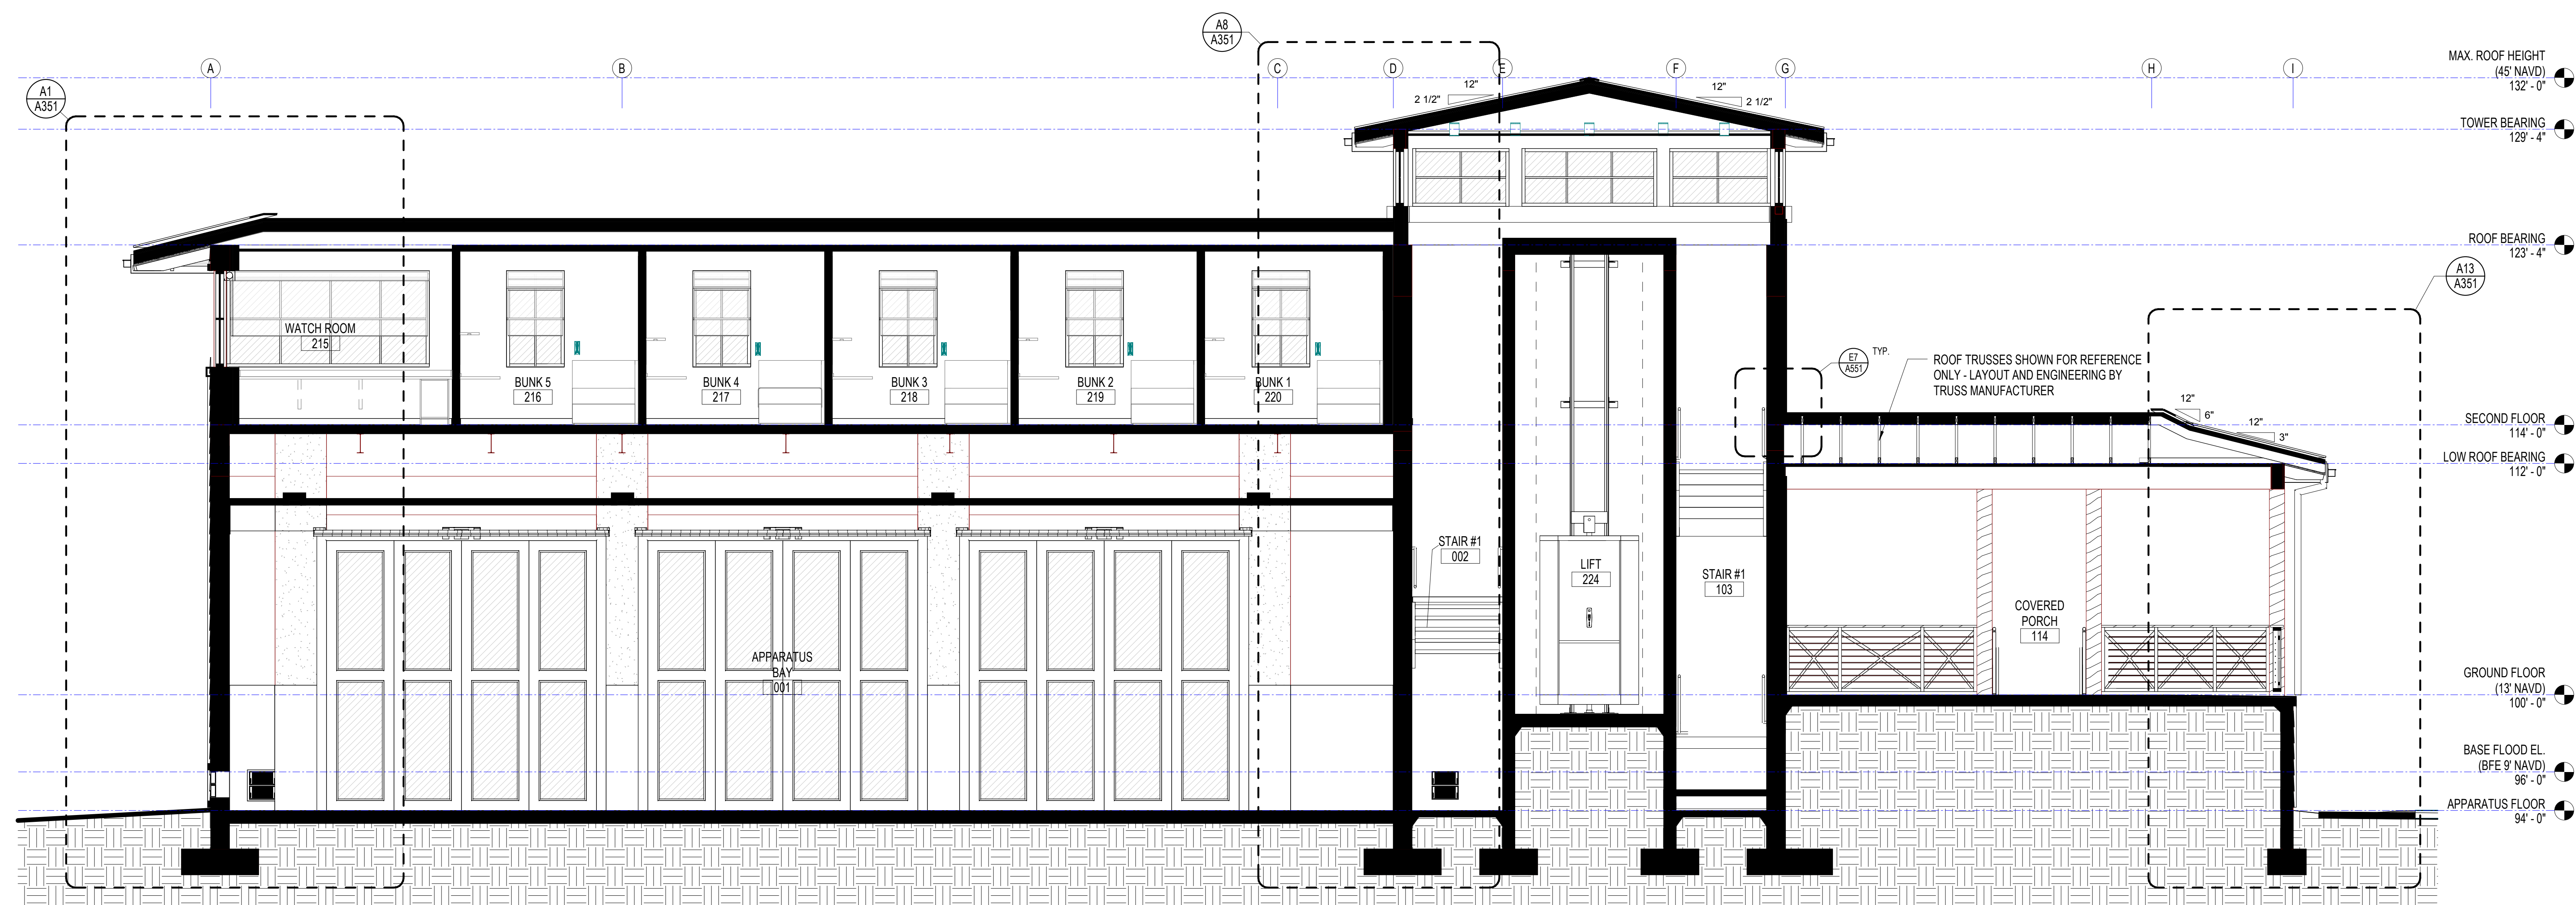 A8
A351
A1
A351
A
B
C
D
E
F
G
H
I
MAX. ROOF HEIGHT
(45' NAVD)
132' - 0"
12"
2 1/2"
12"
2 1/2"
TOWER BEARING
129' - 4"
ROOF BEARING
123' - 4"
A13
A351
WATCH ROOM
215
BUNK 5
216
BUNK 4
217
BUNK 3
218
BUNK 2
219
BUNK 1
220
E7
A551
TYP.
ROOF TRUSSES SHOWN FOR REFERENCE
ONLY - LAYOUT AND ENGINEERING BY
TRUSS MANUFACTURER
12"
6"
12"
3"
SECOND FLOOR
114' - 0"
LOW ROOF BEARING
112' - 0"
STAIR #1
002
LIFT
224
STAIR #1
103
COVERED
PORCH
114
APPARATUS
BAY
001
GROUND FLOOR
(13' NAVD)
100' - 0"
BASE FLOOD EL.
(BFE 9' NAVD)
96' - 0"
APPARATUS FLOOR
94' - 0"